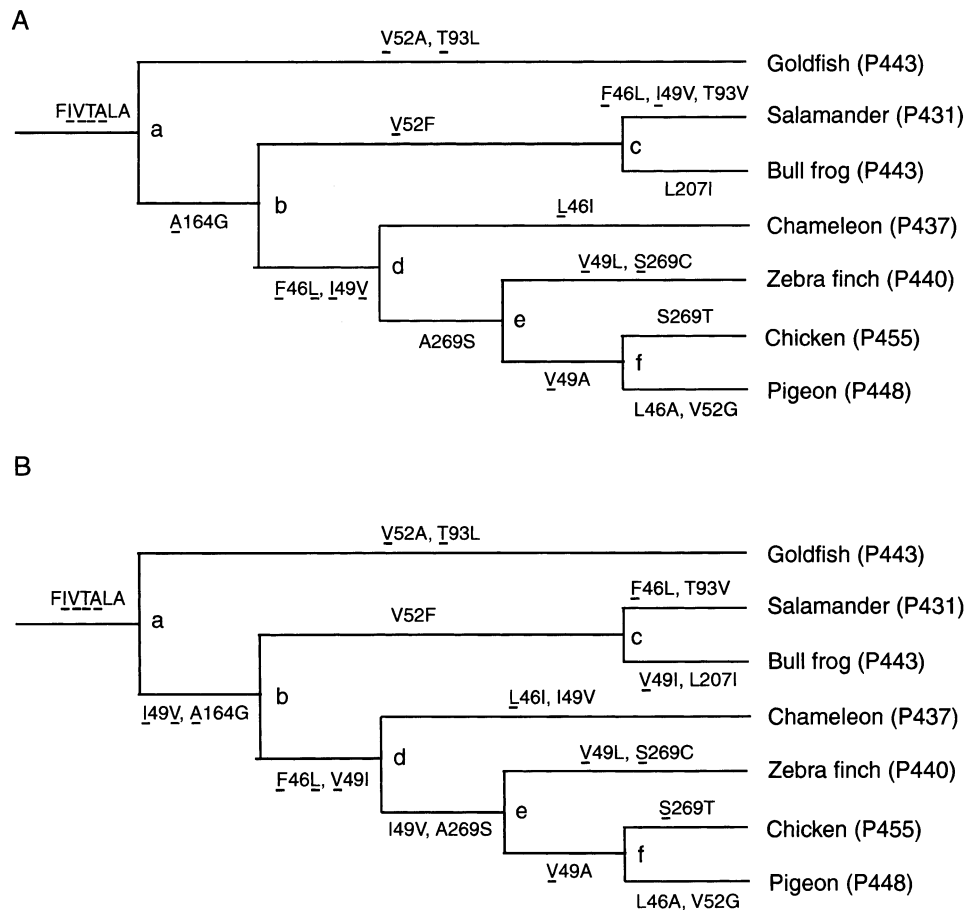 A
V52A, T93L
Goldfish (P443)
FIVTALA
a
F46L, I49V, T93V
Salamander (P431)
V52F
c
Bull frog (P443)
L207I
b
A164G
L46I
Chameleon (P437)
d
F46L, I49V
V49L, S269C
Zebra finch (P440)
A269S
e
S269T
Chicken (P455)
f
V49A
Pigeon (P448)
L46A, V52G
B
V52A, T93L
Goldfish (P443)
FIVTALA
a
F46L, T93V
Salamander (P431)
V52F
c
Bull frog (P443)
V49I, L207I
b
I49V, A164G
L46I, I49V
Chameleon (P437)
d
F46L, V49I
V49L, S269C
Zebra finch (P440)
I49V, A269S
e
S269T
Chicken (P455)
f
V49A
Pigeon (P448)
L46A, V52G